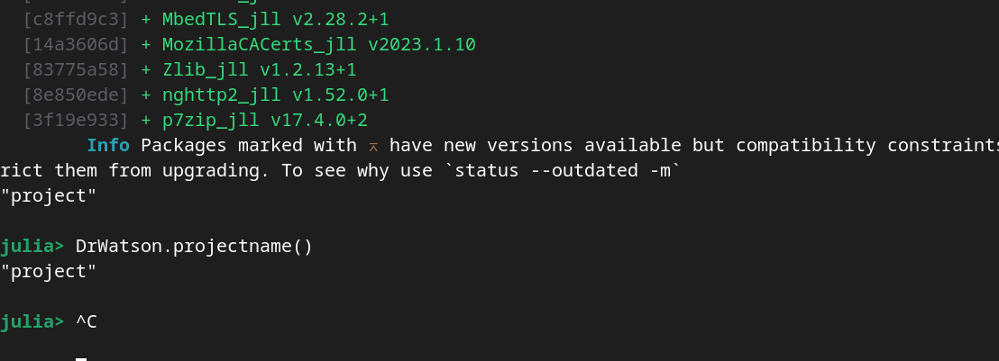 [c8ffd9c3] + MbedTLS_jll v2.28.2+1
[14a3606d] + MozillaCACerts_jll v2023.1.10
[83775a58] + Zlib_jll v1.2.13+1
[8e850ede] + nghttp2_jll v1.52.0+1
[3f19e933] + p7zip_jll v17.4.0+2
Info Packages marked with ⌅ have new versions available but compatibility constraints
rict them from upgrading. To see why use `status --outdated -m`
"project"
julia> DrWatson.projectname()
"project"
julia> ^C